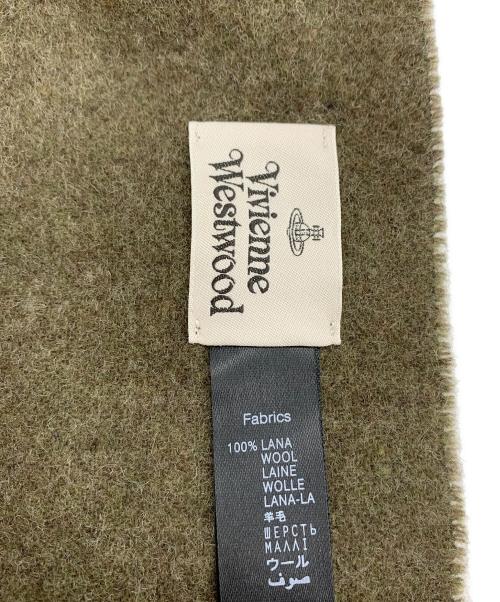 Vivienne
Westwood
Fabrics
100% LANA
WOOL
LAINE
WOLLE
LANA-LA
羊毛
ШЕРСТЬ
ΜΑΛΛΙ
ウール
صوف